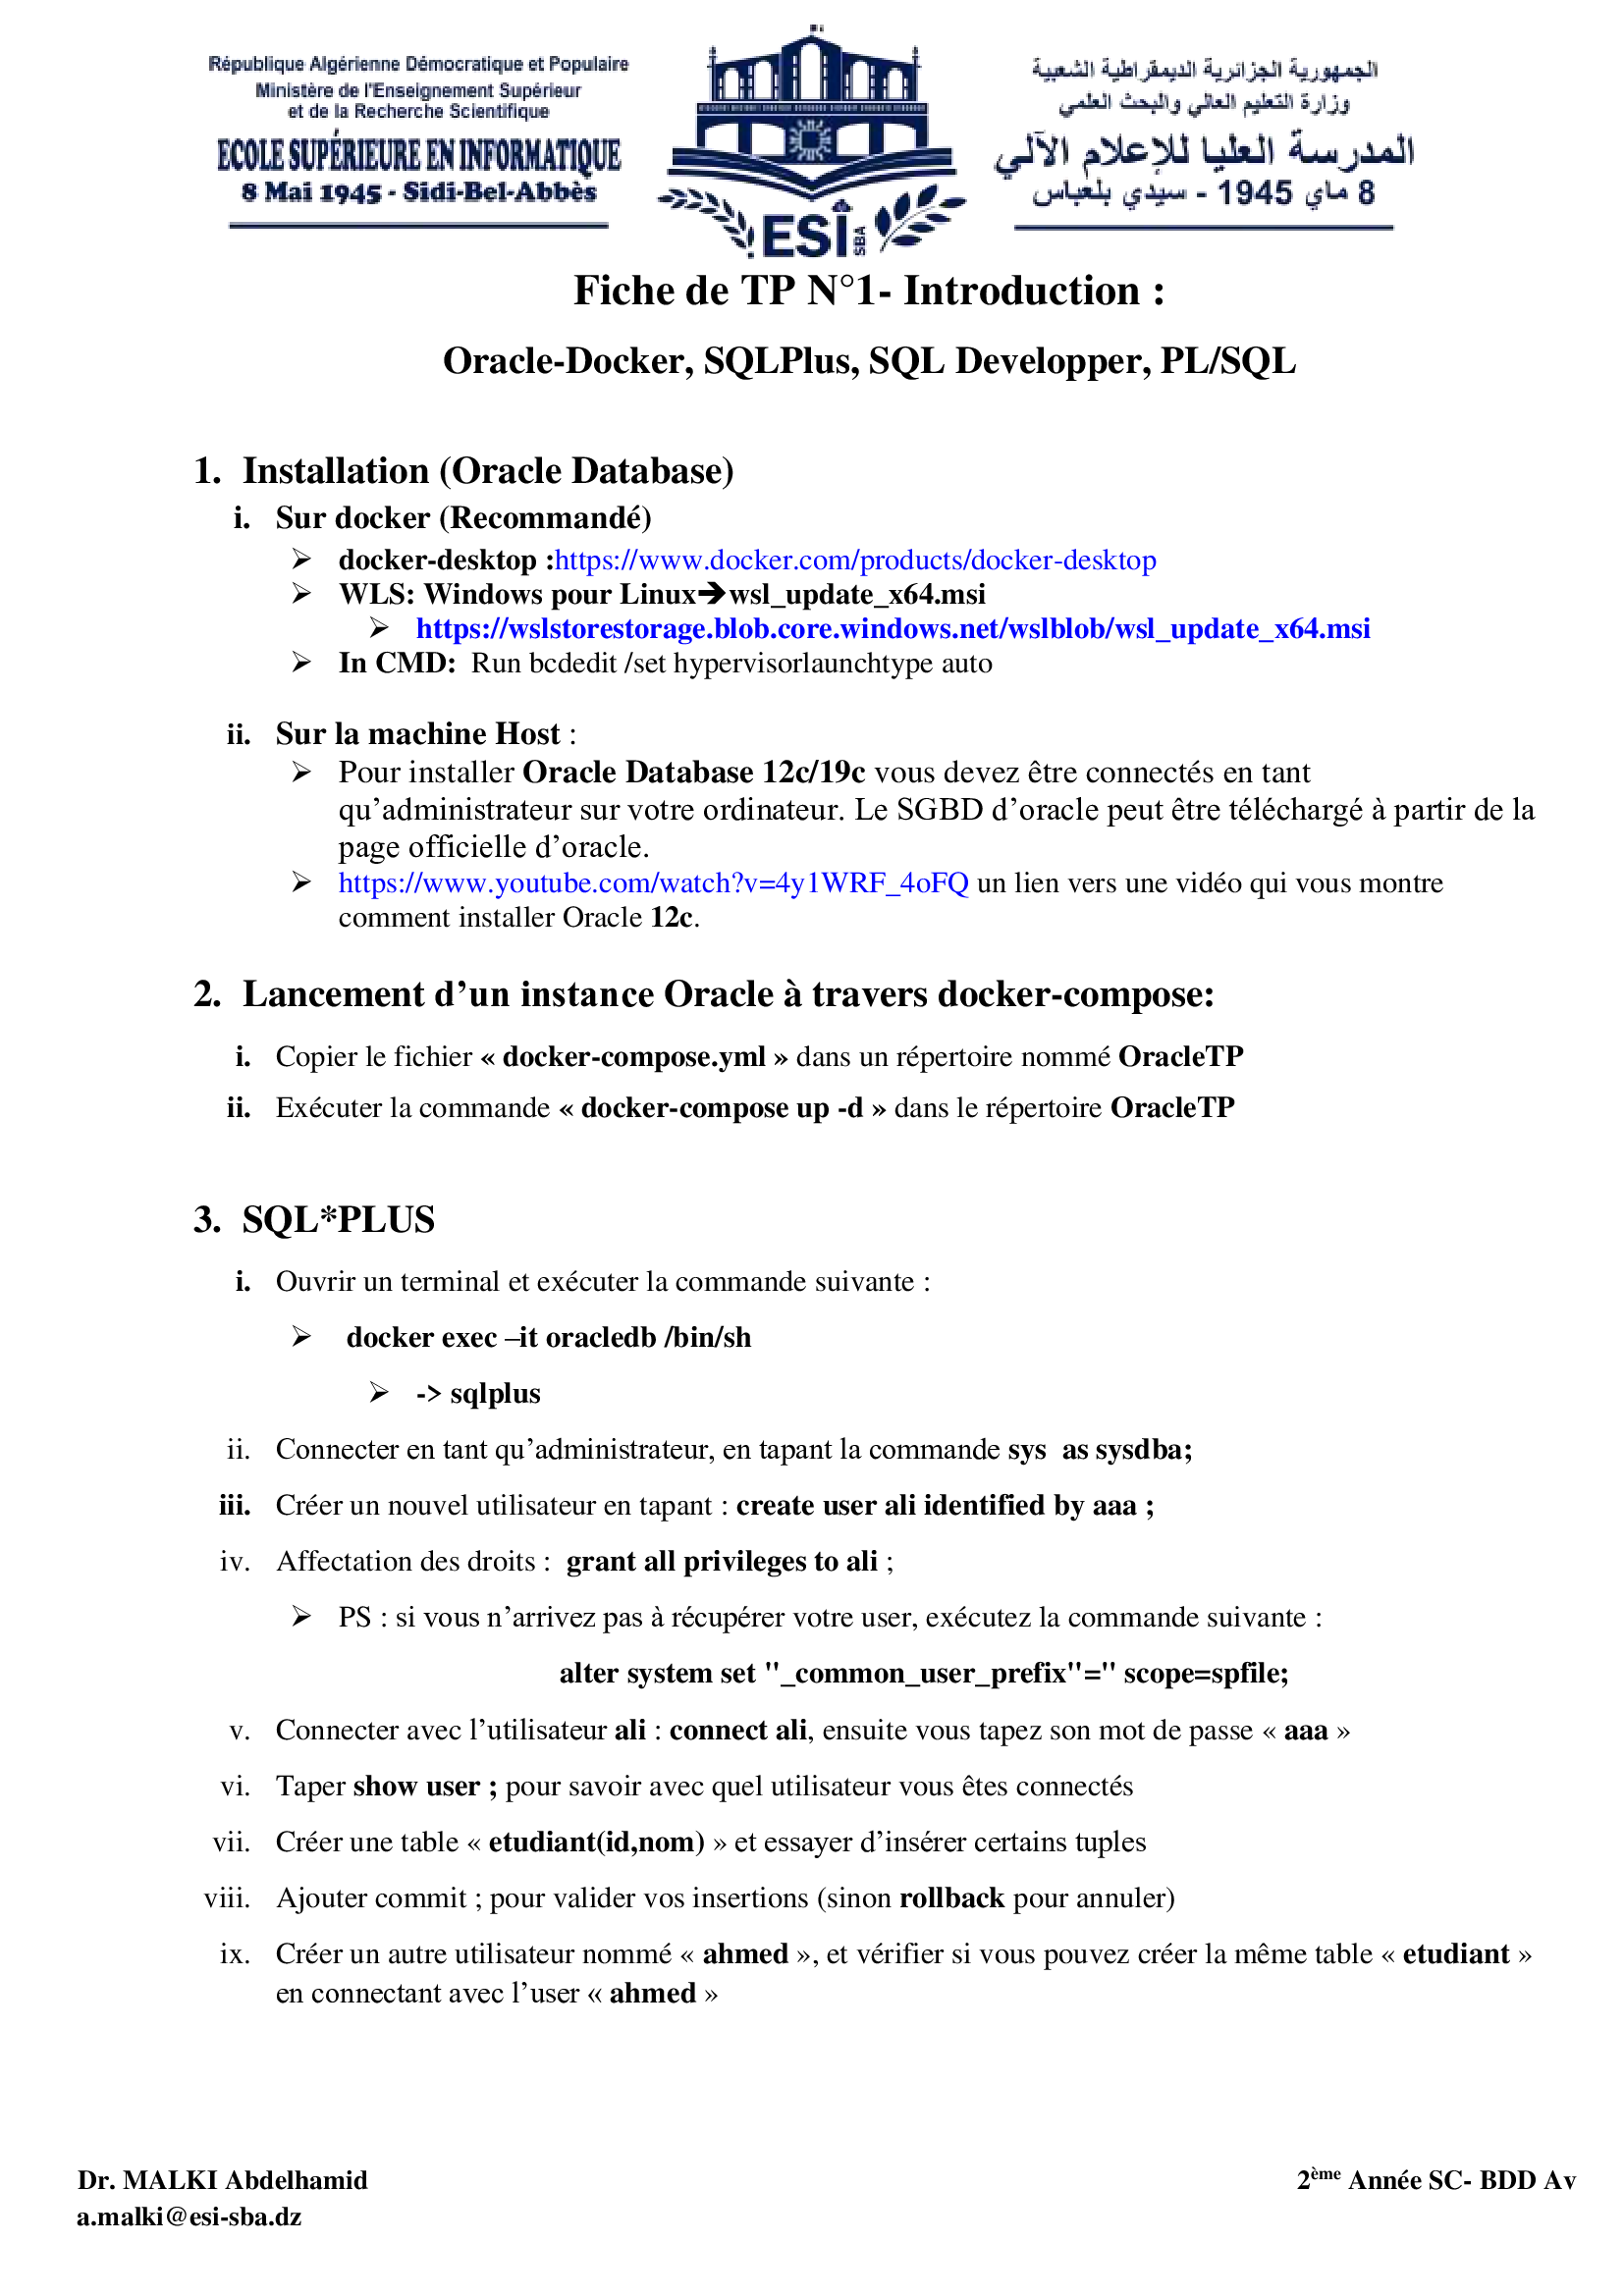 République Algérienne Démocratique et Populaire
Ministère de l'Enseignement Supérieur
et de la Recherche Scientifique
ECOLE SUPÉRIEURE EN INFORMATIQUE
8 Mai 1945 - Sidi-Bel-Abbès
ESI SBA
الجمهورية الجزائرية الديمقراطية الشعبية
وزارة التعليم العالي والبحث العلمي
المدرسة العليا للإعلام الآلي
8 ماي 1945 - سيدي بلعباس
Fiche de TP N°1- Introduction :
Oracle-Docker, SQLPlus, SQL Developper, PL/SQL
1. Installation (Oracle Database)
i. Sur docker (Recommandé)
➢ docker-desktop :https://www.docker.com/products/docker-desktop
➢ WLS: Windows pour Linux➔wsl_update_x64.msi
➢ https://wslstorestorage.blob.core.windows.net/wslblob/wsl_update_x64.msi
➢ In CMD: Run bcdedit /set hypervisorlaunchtype auto
ii. Sur la machine Host :
➢ Pour installer Oracle Database 12c/19c vous devez être connectés en tant
qu'administrateur sur votre ordinateur. Le SGBD d'oracle peut être téléchargé à partir de la
page officielle d'oracle.
➢ https://www.youtube.com/watch?v=4y1WRF_4oFQ un lien vers une vidéo qui vous montre
comment installer Oracle 12c.
2. Lancement d'un instance Oracle à travers docker-compose:
i. Copier le fichier « docker-compose.yml » dans un répertoire nommé OracleTP
ii. Exécuter la commande « docker-compose up -d » dans le répertoire OracleTP
3. SQL*PLUS
i. Ouvrir un terminal et exécuter la commande suivante :
➢ docker exec –it oracledb /bin/sh
➢ -> sqlplus
ii. Connecter en tant qu'administrateur, en tapant la commande sys as sysdba;
iii. Créer un nouvel utilisateur en tapant : create user ali identified by aaa ;
iv. Affectation des droits : grant all privileges to ali ;
➢ PS : si vous n'arrivez pas à récupérer votre user, exécutez la commande suivante :
alter system set "_common_user_prefix"='' scope=spfile;
v. Connecter avec l'utilisateur ali : connect ali, ensuite vous tapez son mot de passe « aaa »
vi. Taper show user ; pour savoir avec quel utilisateur vous êtes connectés
vii. Créer une table « etudiant(id,nom) » et essayer d'insérer certains tuples
viii. Ajouter commit ; pour valider vos insertions (sinon rollback pour annuler)
ix. Créer un autre utilisateur nommé « ahmed », et vérifier si vous pouvez créer la même table « etudiant »
en connectant avec l'user « ahmed »
Dr. MALKI Abdelhamid
2ème Année SC- BDD Av
a.malki@esi-sba.dz